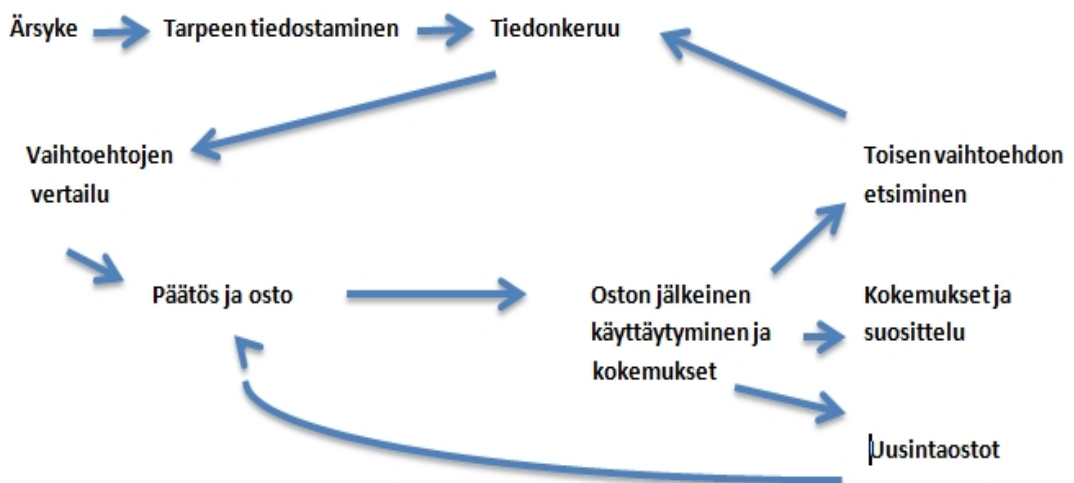 Ärsyke
Tarpeen tiedostaminen
Tiedonkeruu
Vaihtoehtojen
vertailu
Toisen vaihtoehdon
etsiminen
Päätös ja osto
Oston jälkeinen
käyttäytyminen ja
kokemukset
Kokemukset ja
suosittelu
Uusintaostot